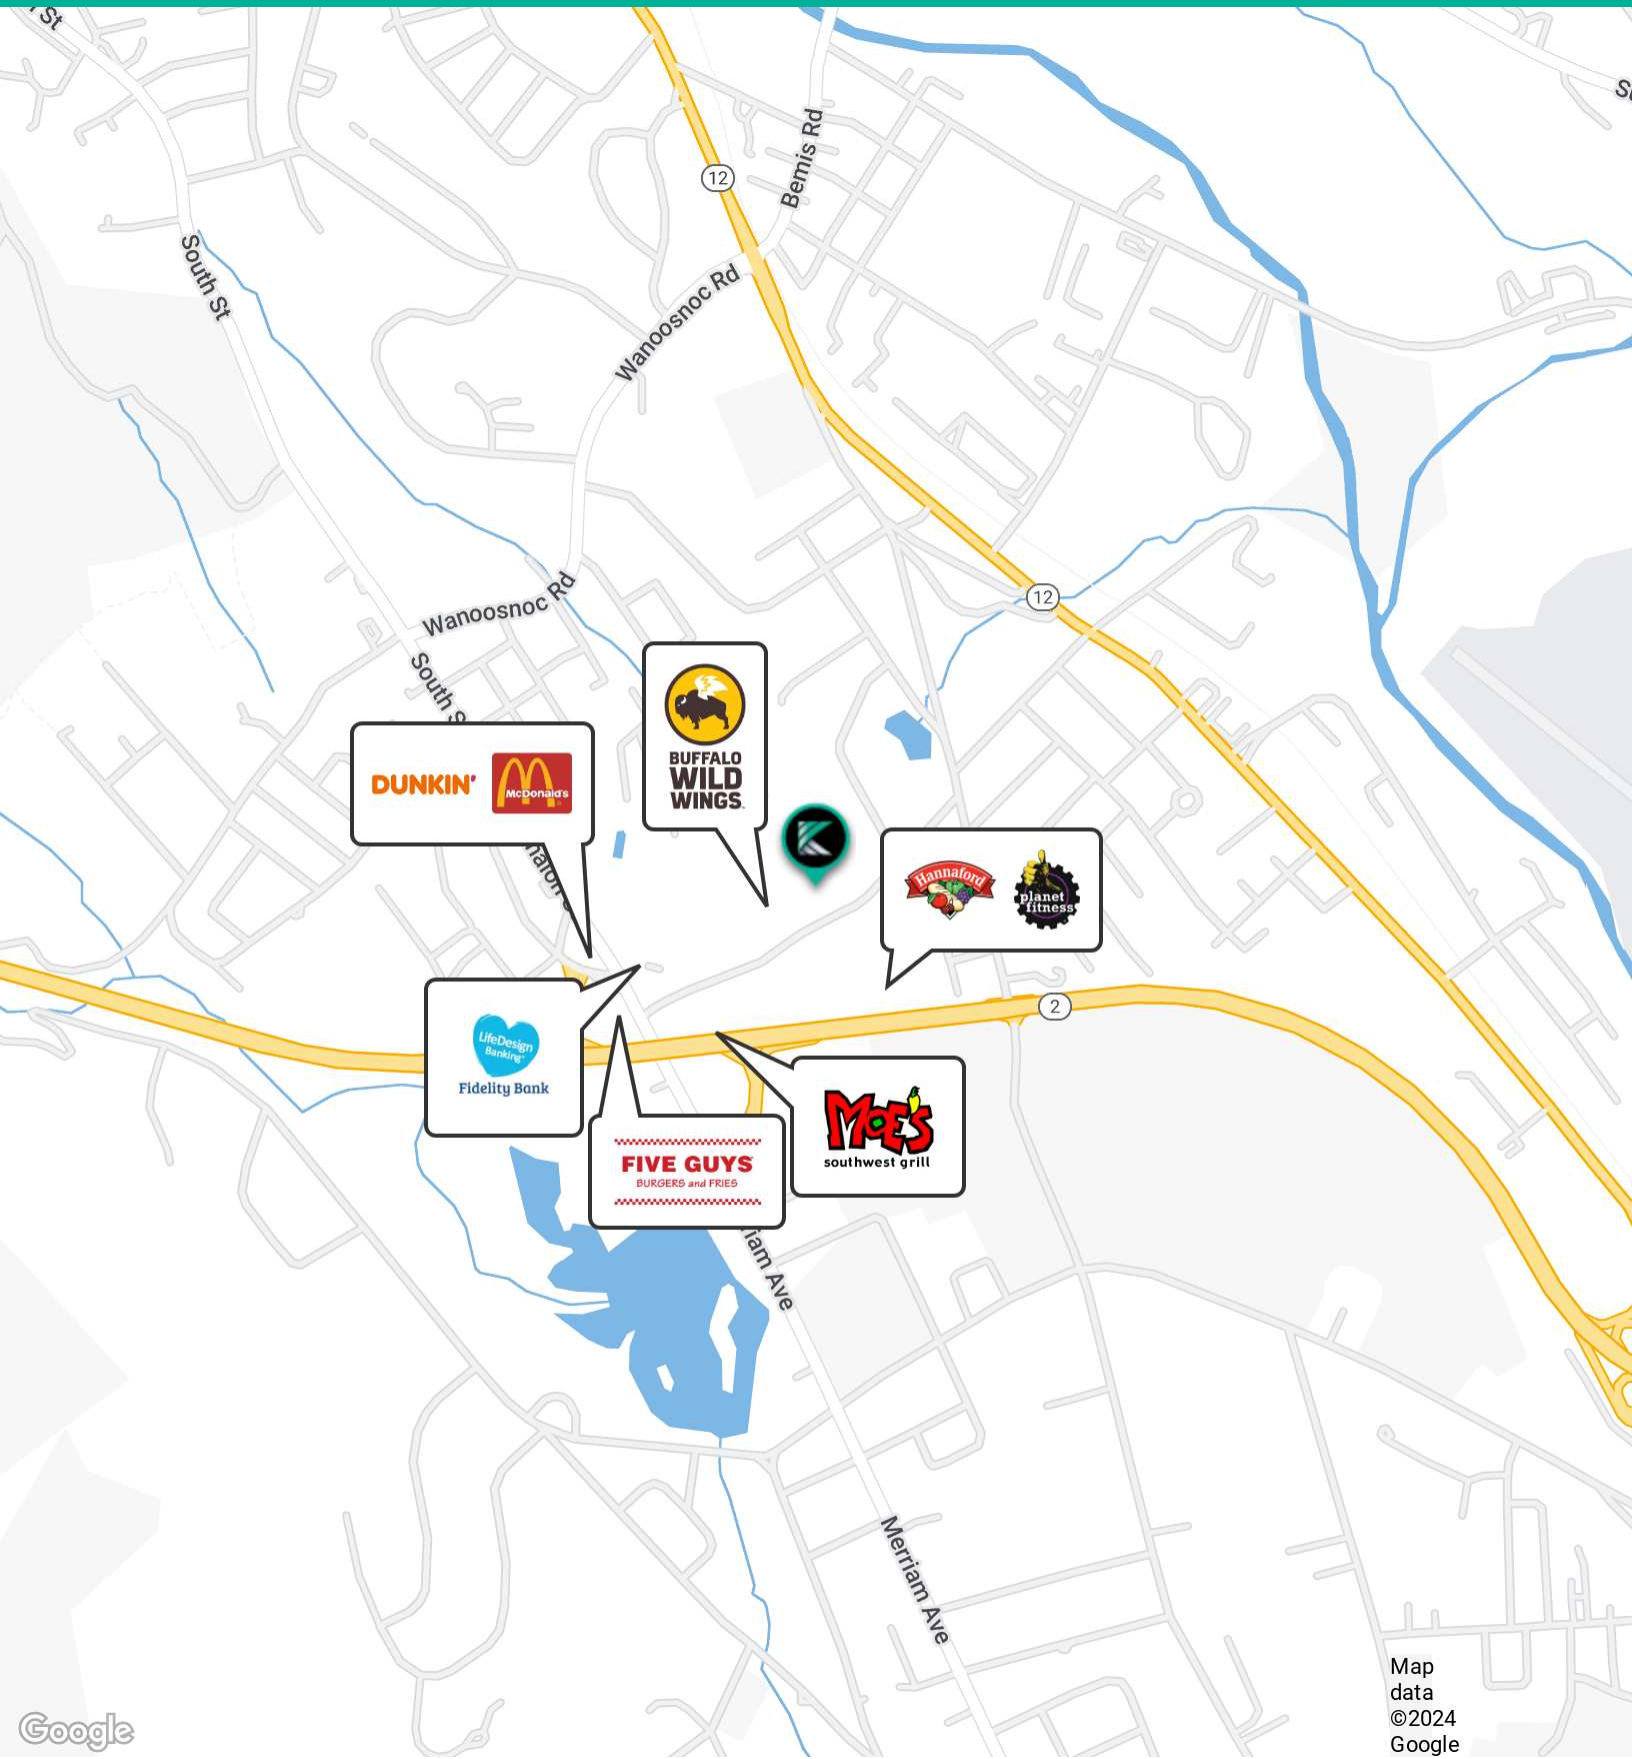 St
South St
12
Bemis Rd
Wanoosnoc Rd
Wanoosnoc Rd
12
South S
BUFFALO
WILD
WINGS
DUNKIN'
McDonald's
Hannaford
planet
fitness
2
LifeDesign
Banking
Fidelity Bank
FIVE GUYS
BURGERS and FRIES
MOE'S
southwest grill
riam Ave
Merriam Ave
Map
data
©2024
Google
Google